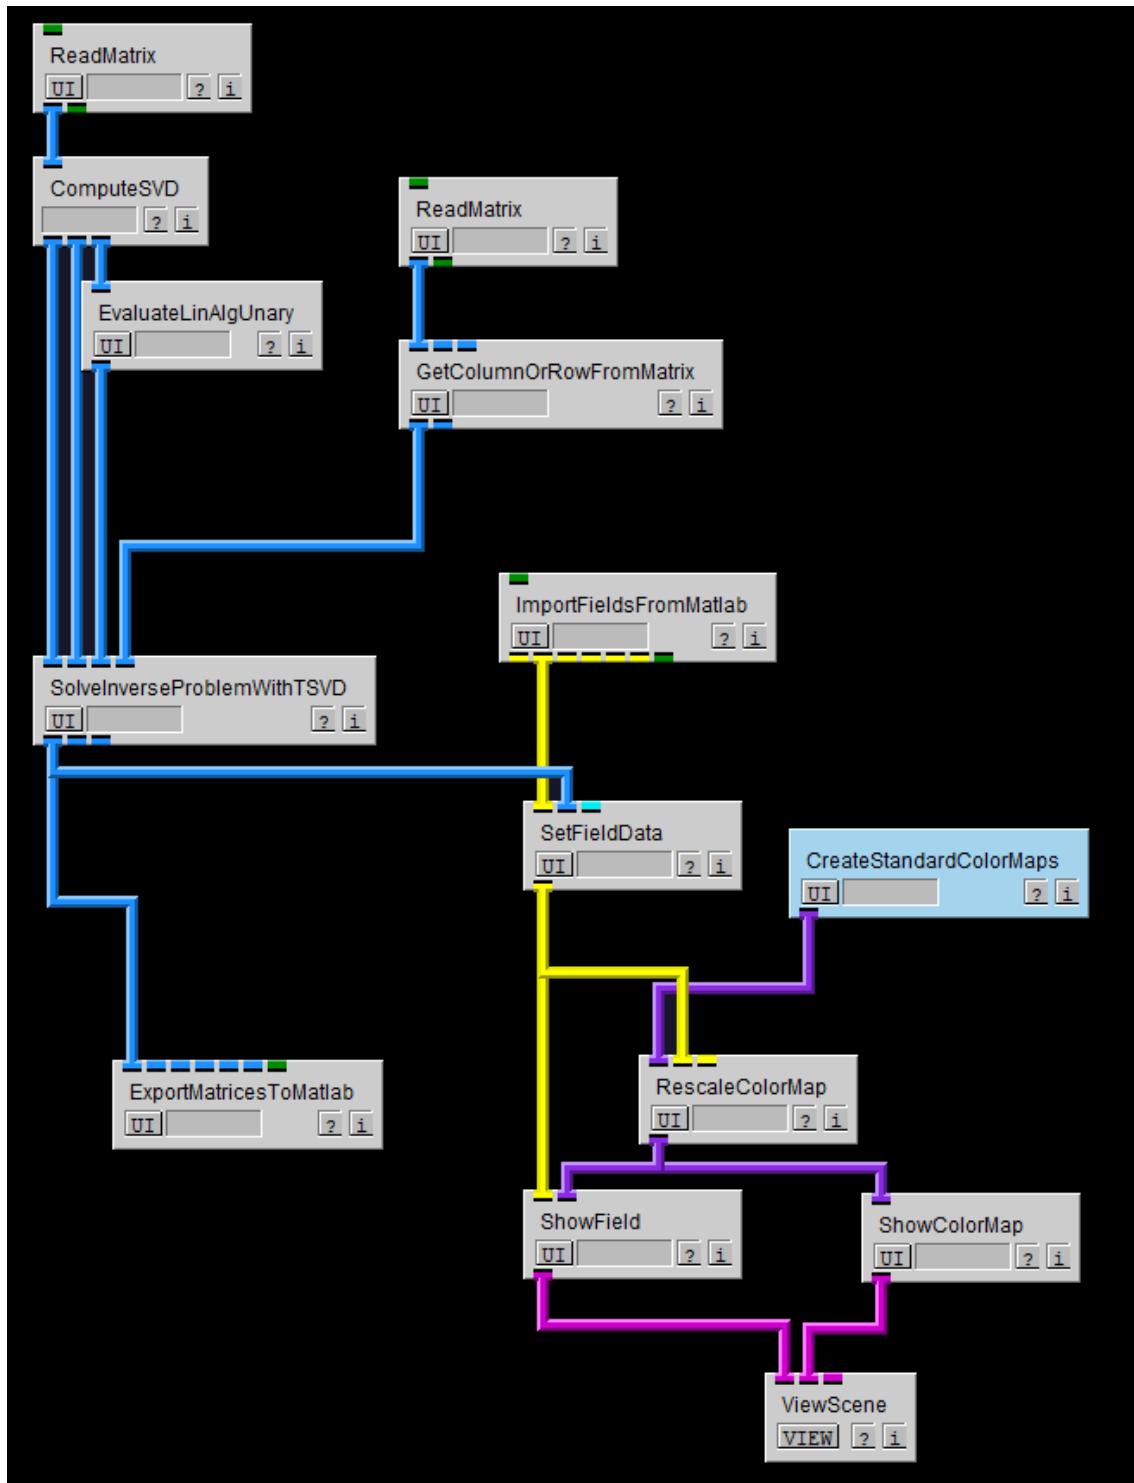 ReadMatrix
UI ? i
ComputeSVD
? i
ReadMatrix
UI ? i
EvaluateLinAlgUnary
UI ? i
GetColumnOrRowFromMatrix
UI ? i
ImportFieldsFromMatlab
UI ? i
SolveInverseProblemWithTSVD
UI ? i
SetFieldData
UI ? i
CreateStandardColorMaps
UI ? i
ExportMatricesToMatlab
UI ? i
RescaleColorMap
UI ? i
ShowField
UI ? i
ShowColorMap
UI ? i
ViewScene
VIEW ? i